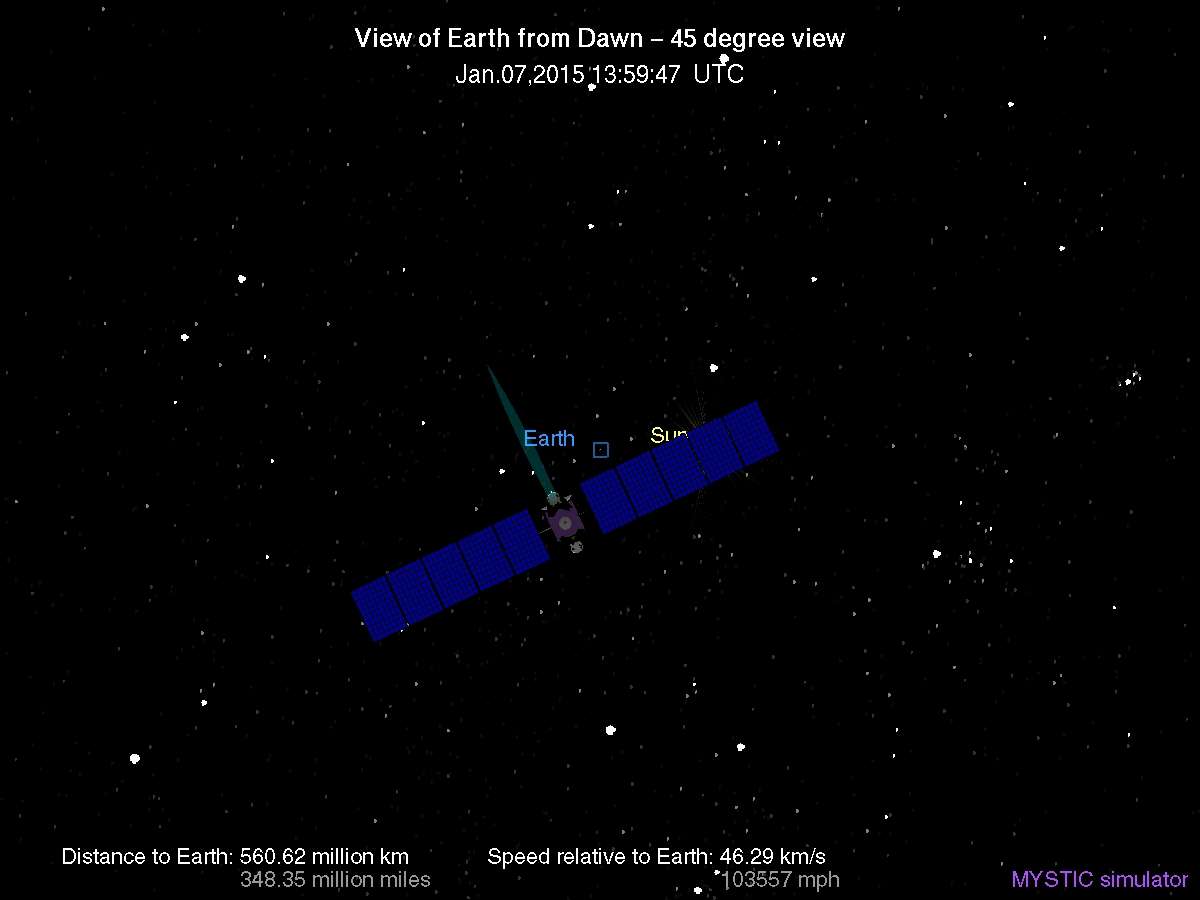 View of Earth from Dawn – 45 degree view
Jan.07,2015 13:59:47 UTC
Earth
Sun
Distance to Earth: 560.62 million km
348.35 million miles
Speed relative to Earth: 46.29 km/s
103557 mph
MYSTIC simulator